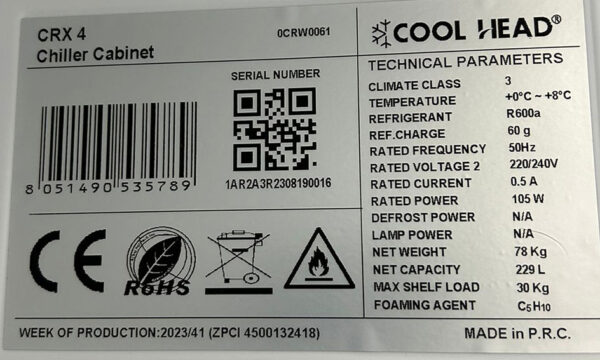 CRX 4
0CRW0061
Chiller Cabinet
SERIAL NUMBER
8 051490 535789
1AR2A3R2308190016
CE
RoHS
WEEK OF PRODUCTION:2023/41 (ZPCI 4500132418)
COOL HEAD®
TECHNICAL PARAMETERS
CLIMATE CLASS 3
TEMPERATURE +0°C ~ +8°C
REFRIGERANT R600a
REF.CHARGE 60 g
RATED FREQUENCY 50Hz
RATED VOLTAGE 2 220/240V
RATED CURRENT 0.5 A
RATED POWER 105 W
DEFROST POWER N/A
LAMP POWER N/A
NET WEIGHT 78 Kg
NET CAPACITY 229 L
MAX SHELF LOAD 30 Kg
FOAMING AGENT C5H10
MADE in P.R.C.